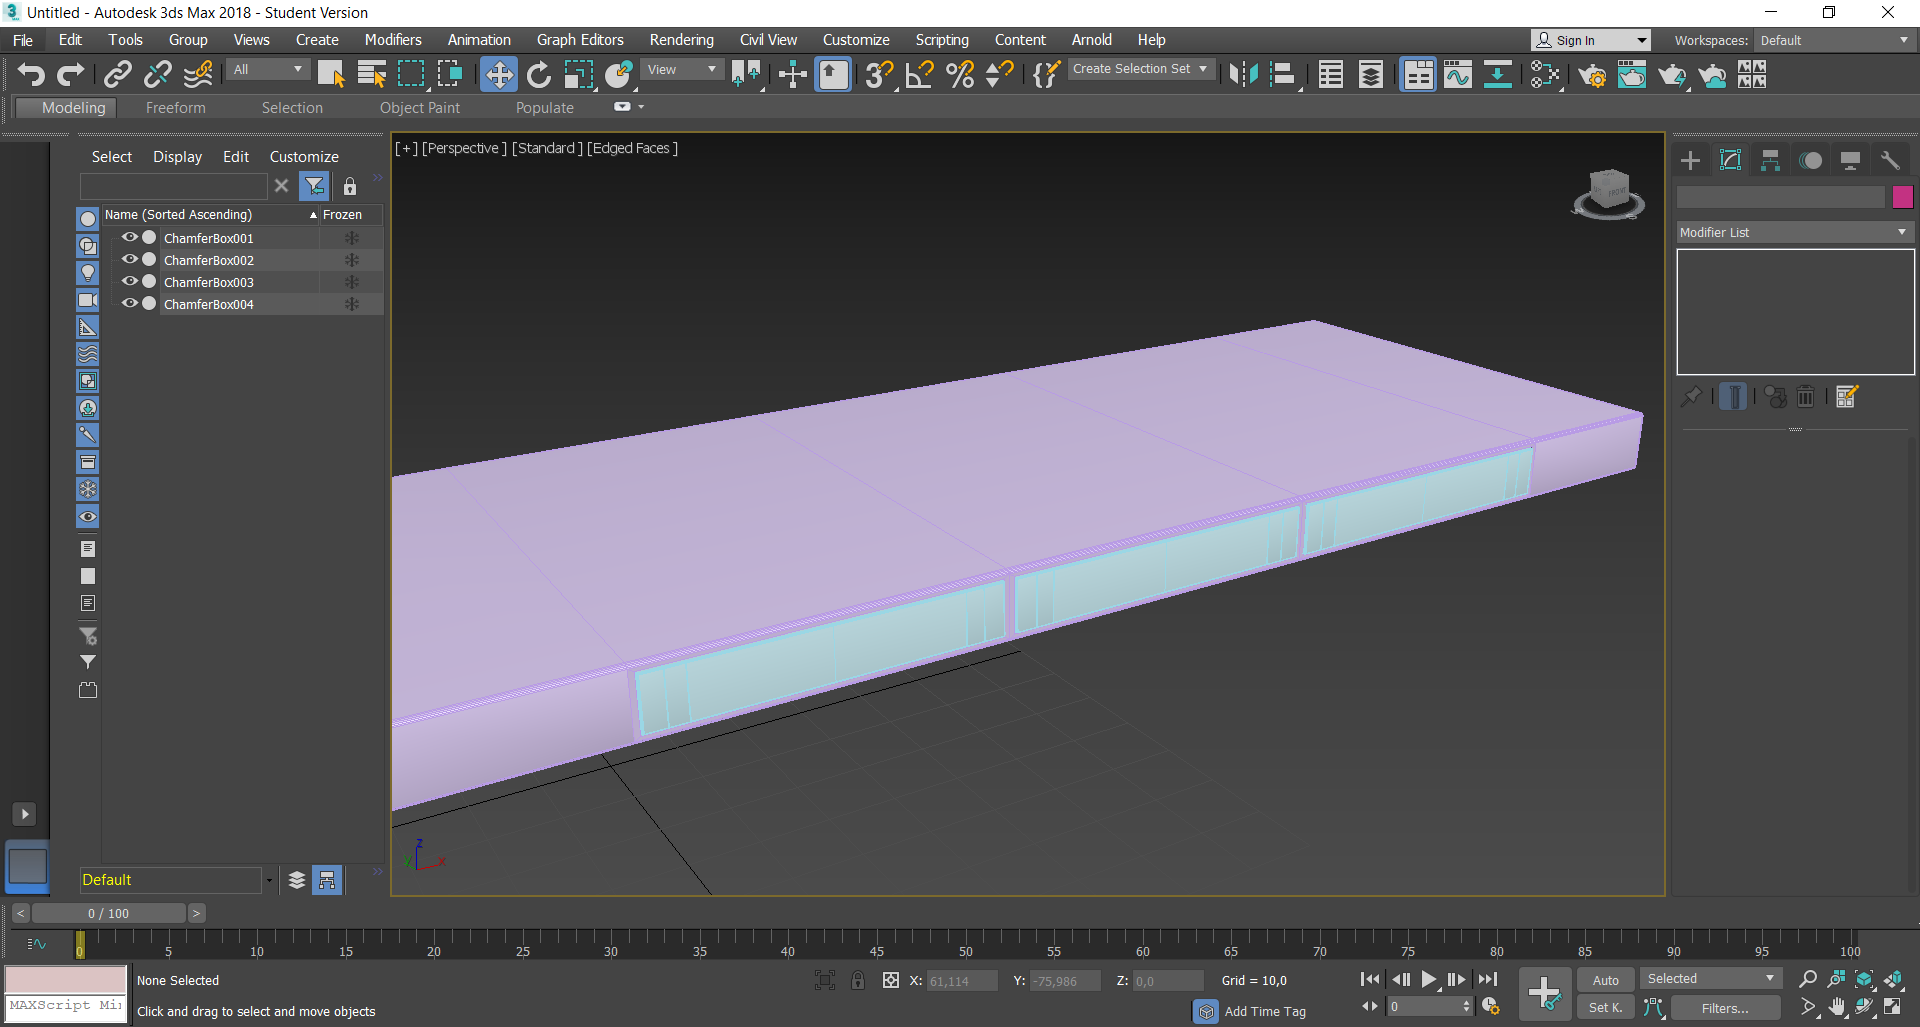 Untitled - Autodesk 3ds Max 2018 - Student Version
File Edit Tools Group Views Create Modifiers Animation Graph Editors Rendering Civil View Customize Scripting Content Arnold Help Sign In Workspaces: Default
All View Create Selection Set
Modeling Freeform Selection Object Paint Populate
Select Display Edit Customize
[+] [Perspective ] [Standard ] [Edged Faces ]
Name (Sorted Ascending) Frozen
ChamferBox001
ChamferBox002
ChamferBox003
ChamferBox004
Modifier List
FRONT
z
x
Default
< 0 / 100 >
0 5 10 15 20 25 30 35 40 45 50 55 60 65 70 75 80 85 90 95 100
None Selected X: 61,114 Y: -75,986 Z: 0,0 Grid = 10,0 Auto Selected
MAXScript Mi
Click and drag to select and move objects Add Time Tag 0 Set K. Filters...